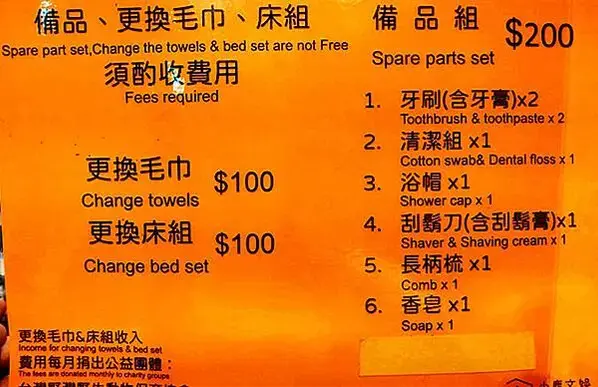 備品、更換毛巾、床組
Spare part set,Change the towels & bed set are not Free
須酌收費用
Fees required
更換毛巾 $100
Change towels
更換床組 $100
Change bed set
更換毛巾&床組收入
Income for changing towels & bed set
費用每月捐出公益團體：
The fees are donated monthly to charity groups
備品組 $200
Spare parts set
1. 牙刷(含牙膏)x2
Toothbrush & toothpaste x 2
2. 清潔組 x1
Cotton swab& Dental floss x 1
3. 浴帽 x1
Shower cap x 1
4. 刮鬍刀(含刮鬍膏)x1
Shaver & Shaving cream x 1
5. 長柄梳 x1
Comb x 1
6. 香皂 x1
Soap x 1